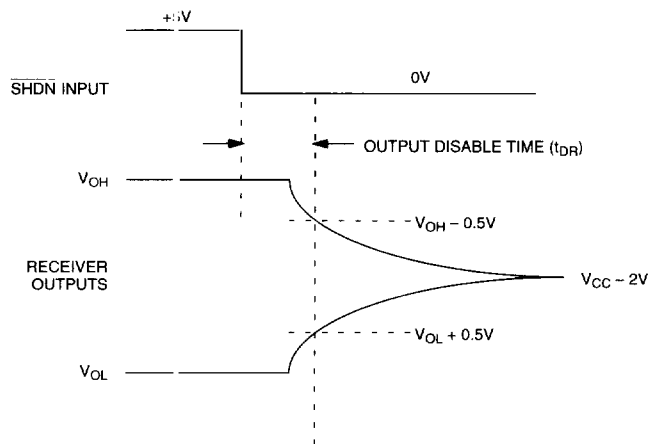 +5V
SHDN INPUT
0V
OUTPUT DISABLE TIME (tDR)
VOH
VOH – 0.5V
RECEIVER
OUTPUTS
VCC – 2V
VOL + 0.5V
VOL